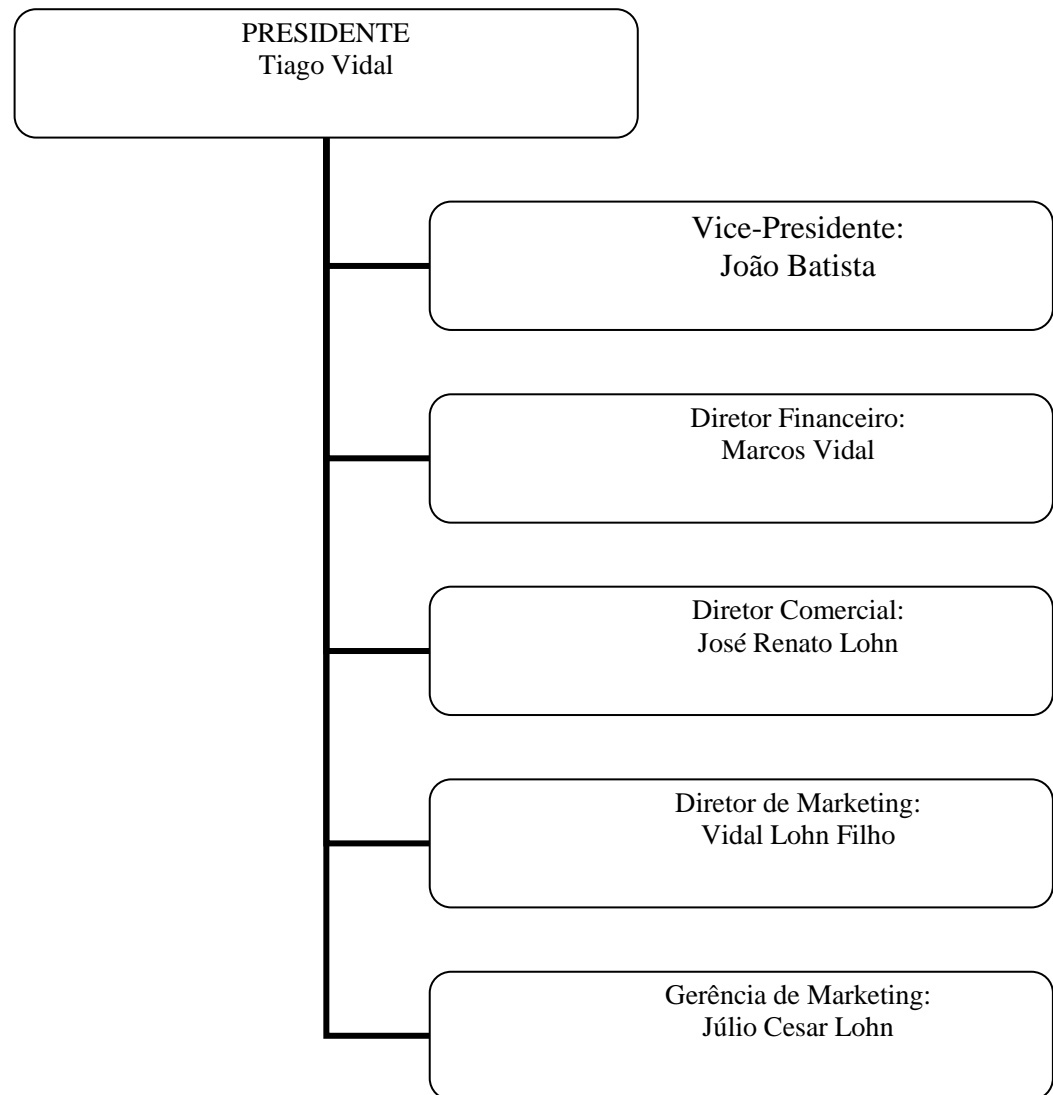 PRESIDENTE
Tiago Vidal
Vice-Presidente:
João Batista
Diretor Financeiro:
Marcos Vidal
Diretor Comercial:
José Renato Lohn
Diretor de Marketing:
Vidal Lohn Filho
Gerência de Marketing:
Júlio Cesar Lohn